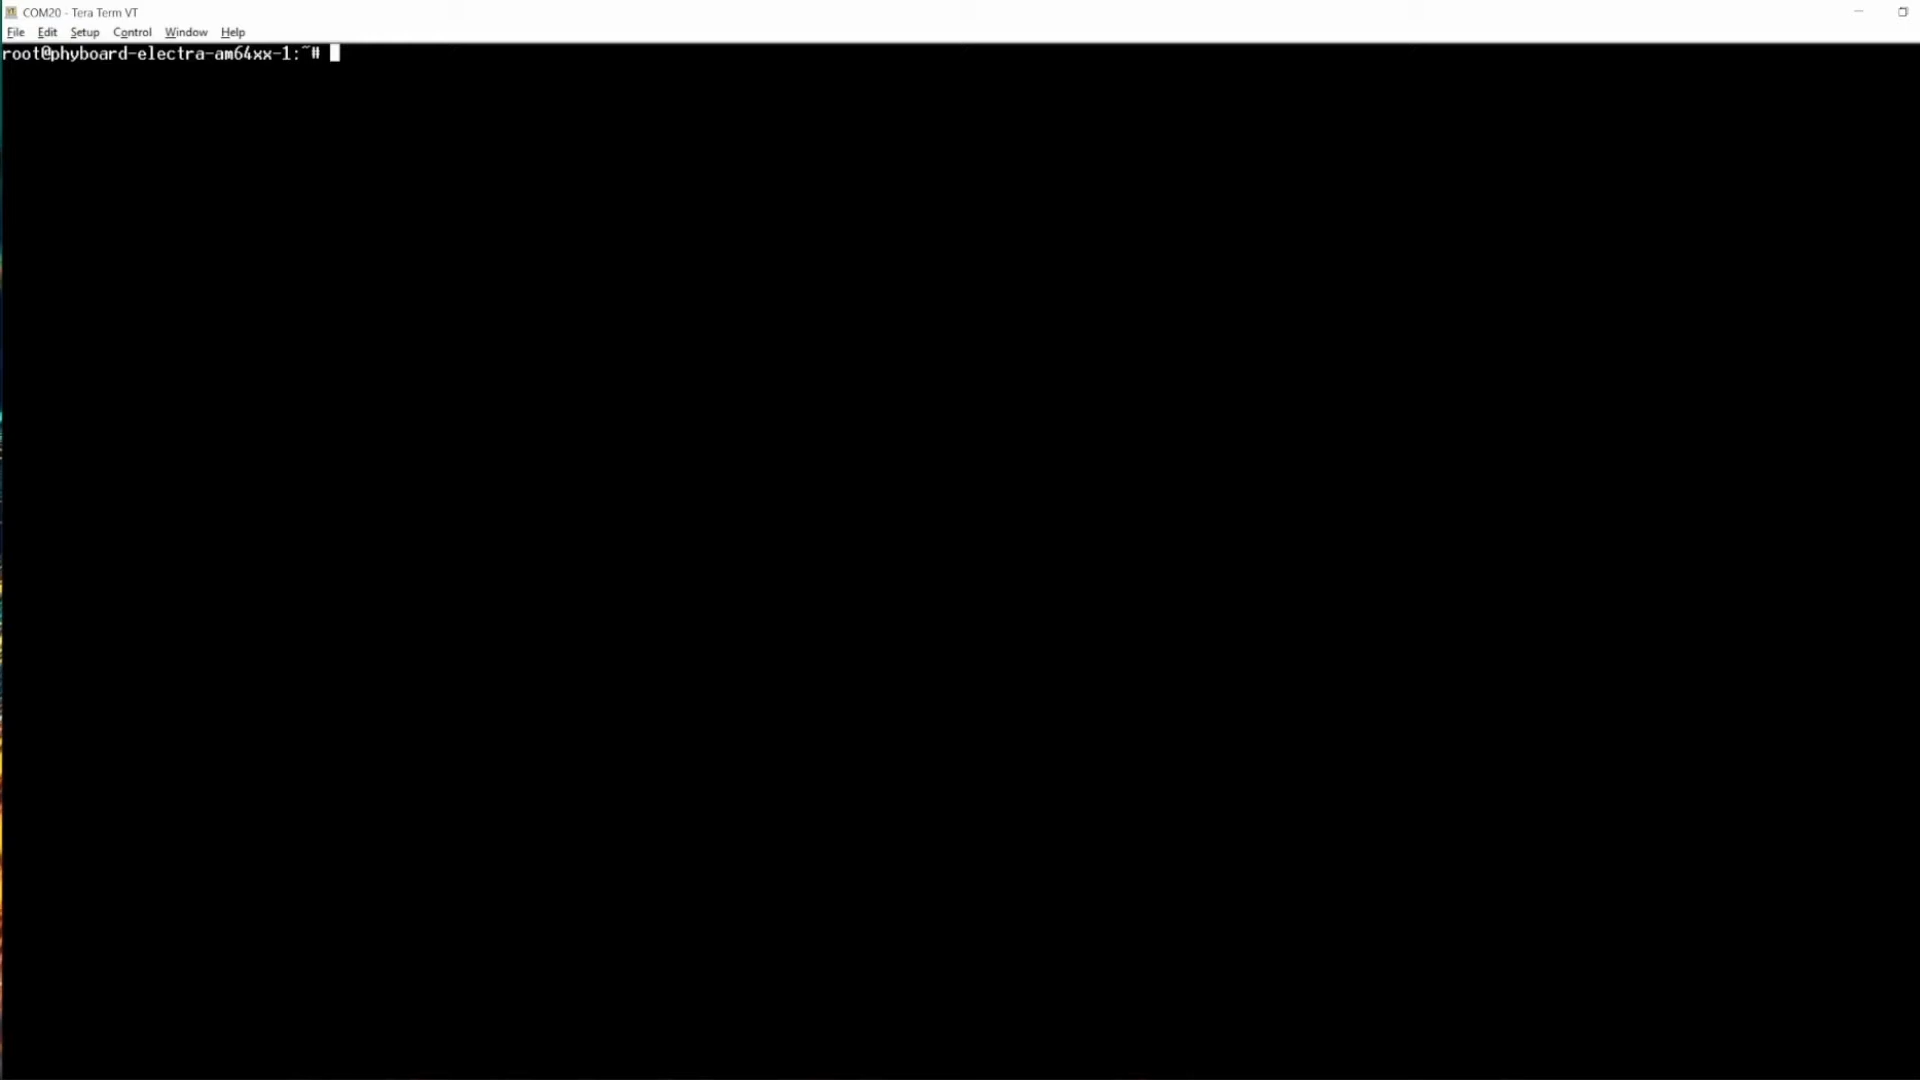 COM20 - Tera Term VT
File Edit Setup Control Window Help
root@phyboard-electra-am64xx-1:~#